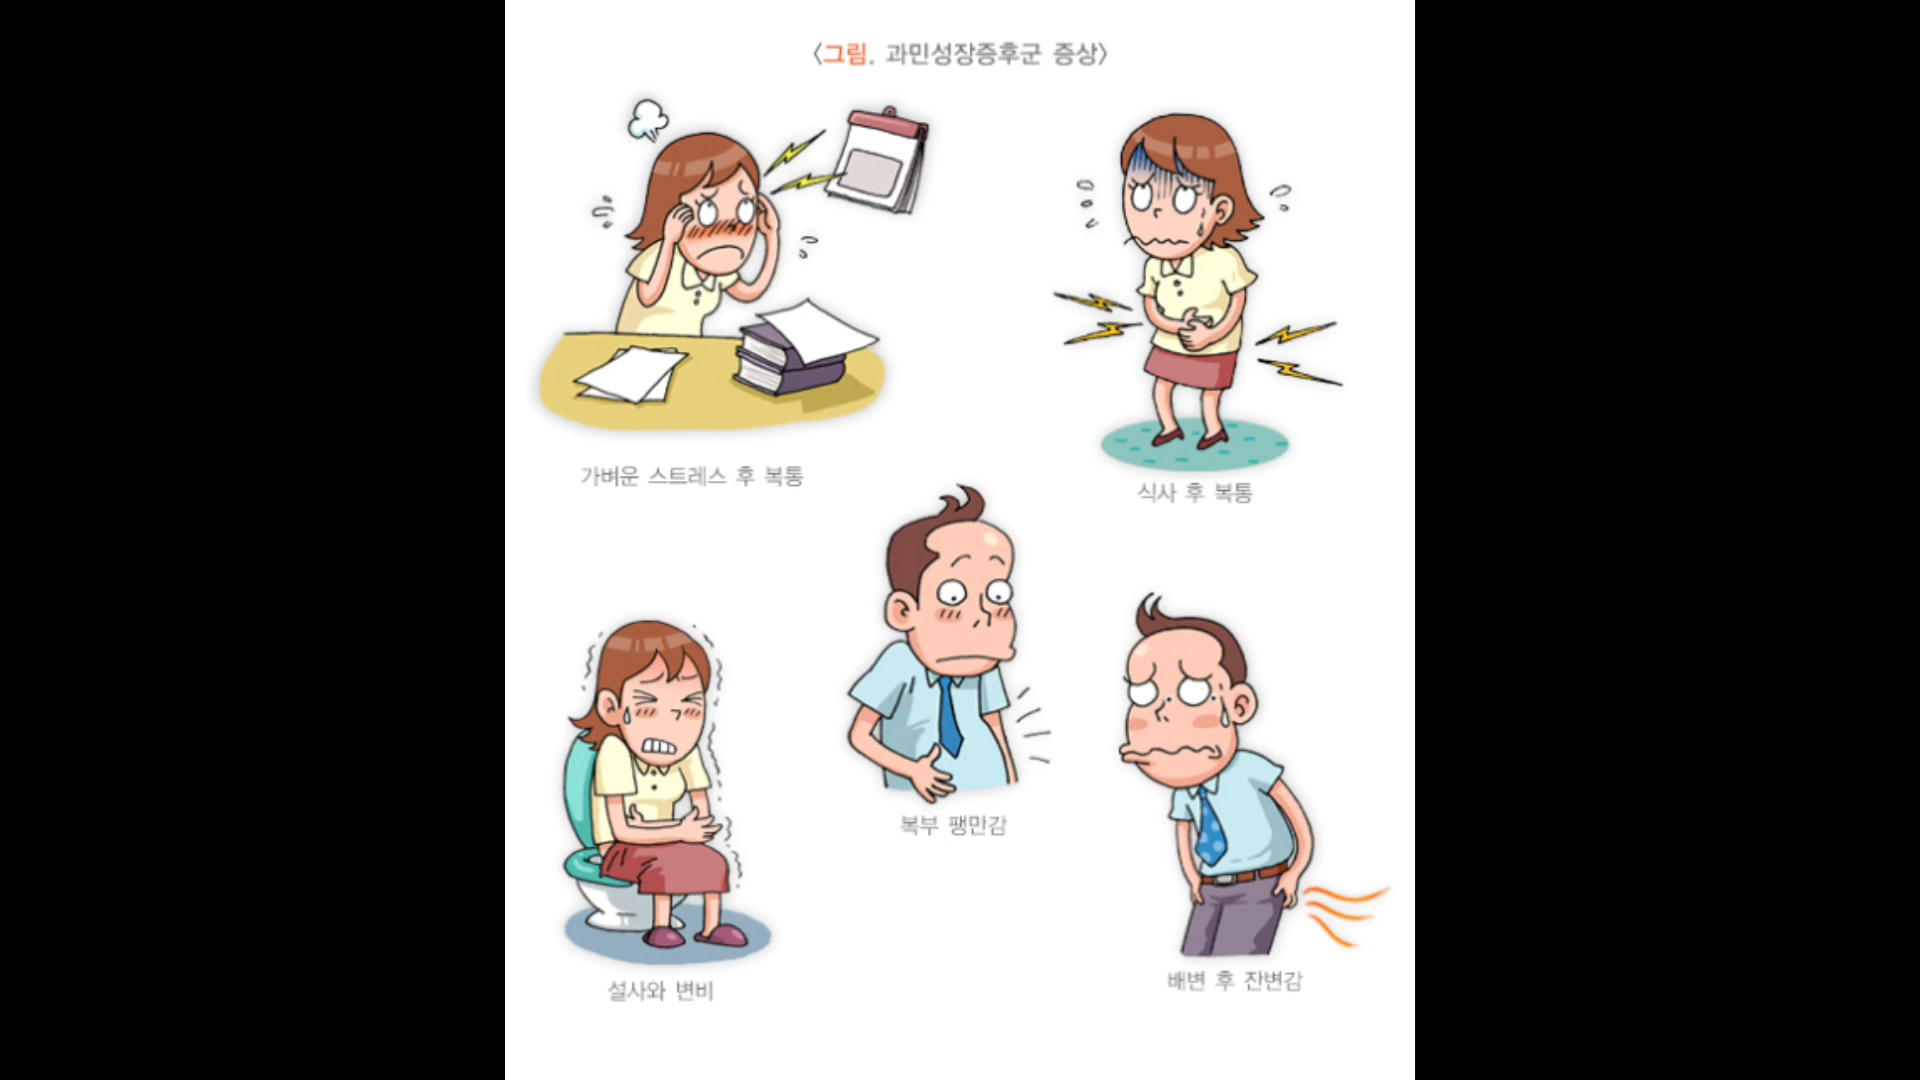 <그림. 과민성장증후군 증상>
가벼운 스트레스 후 복통
식사 후 복통
복부 팽만감
설사와 변비
배변 후 잔변감